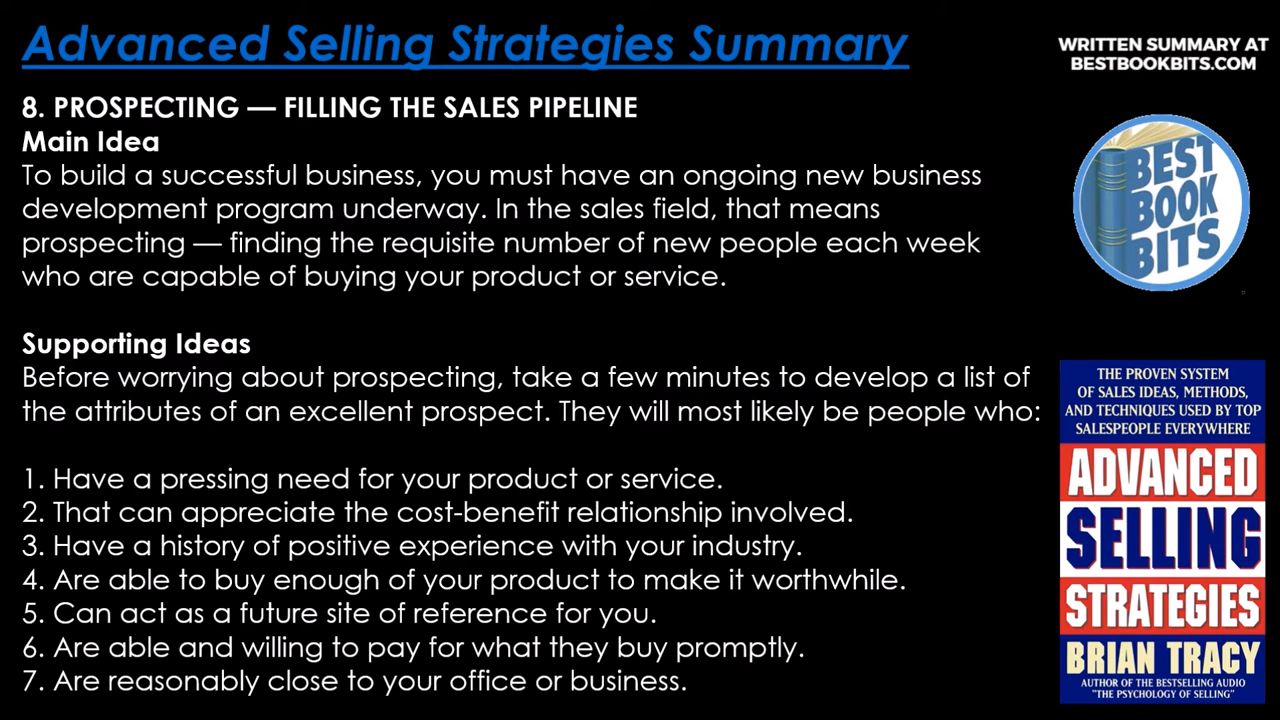 Advanced Selling Strategies Summary
WRITTEN SUMMARY AT
BESTBOOKBITS.COM
8. PROSPECTING — FILLING THE SALES PIPELINE
Main Idea
To build a successful business, you must have an ongoing new business
development program underway. In the sales field, that means
prospecting — finding the requisite number of new people each week
who are capable of buying your product or service.
BEST
BOOK
BITS
Supporting Ideas
Before worrying about prospecting, take a few minutes to develop a list of
the attributes of an excellent prospect. They will most likely be people who:
1. Have a pressing need for your product or service.
2. That can appreciate the cost-benefit relationship involved.
3. Have a history of positive experience with your industry.
4. Are able to buy enough of your product to make it worthwhile.
5. Can act as a future site of reference for you.
6. Are able and willing to pay for what they buy promptly.
7. Are reasonably close to your office or business.
THE PROVEN SYSTEM
OF SALES IDEAS, METHODS,
AND TECHNIQUES USED BY TOP
SALESPEOPLE EVERYWHERE
ADVANCED
SELLING
STRATEGIES
BRIAN TRACY
AUTHOR OF THE BESTSELLING AUDIO
"THE PSYCHOLOGY OF SELLING"